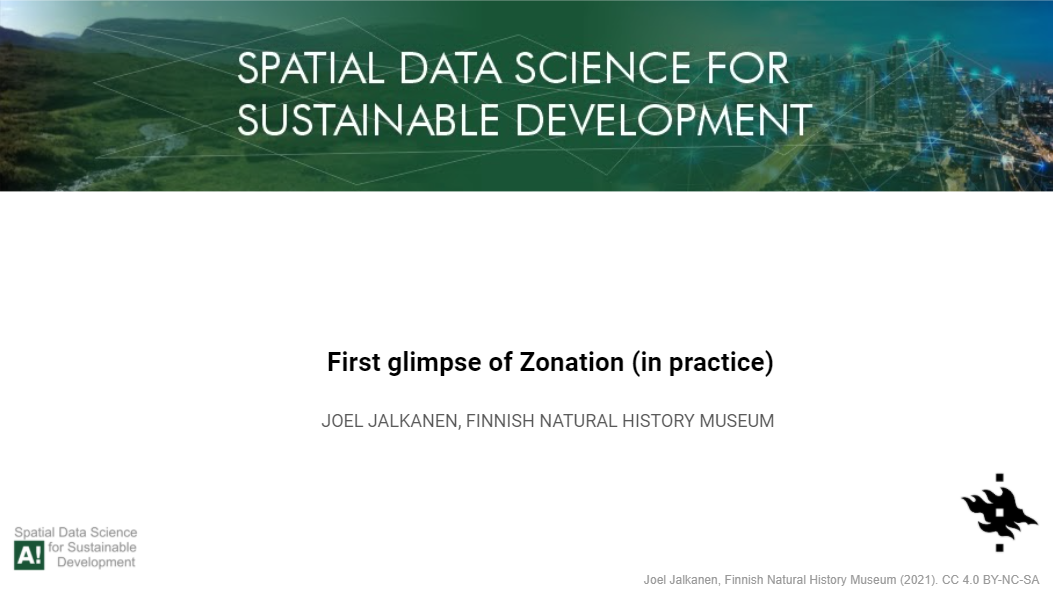 SPATIAL DATA SCIENCE FOR
SUSTAINABLE DEVELOPMENT
First glimpse of Zonation (in practice)
JOEL JALKANEN, FINNISH NATURAL HISTORY MUSEUM
Spatial Data Science
A! for Sustainable
Development
Joel Jalkanen, Finnish Natural History Museum (2021). CC 4.0 BY-NC-SA